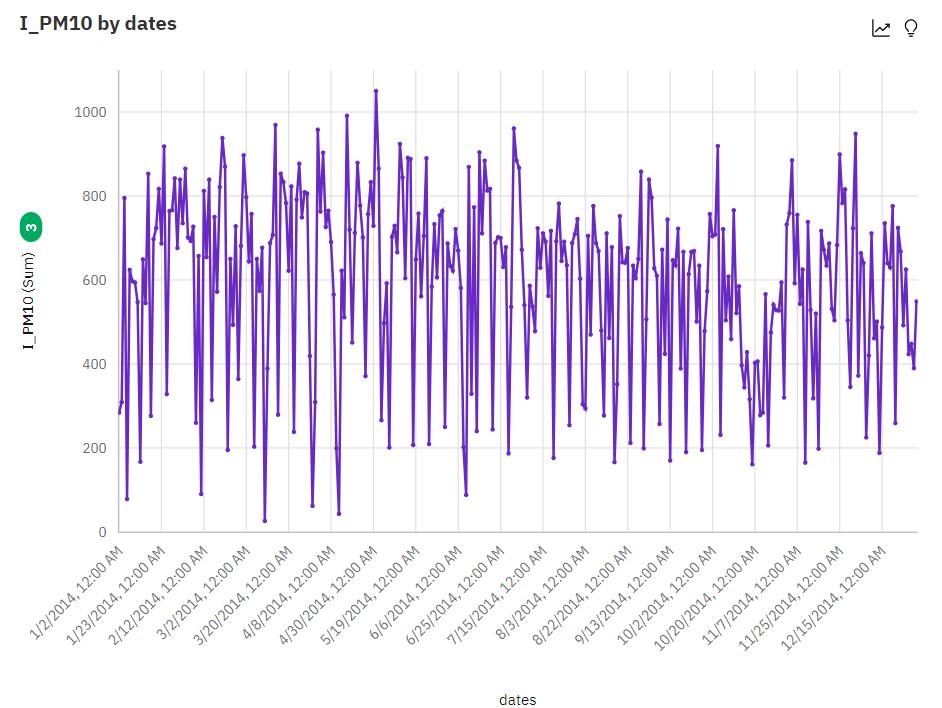 I_PM10 by dates
1000
800
600
400
200
0
I_PM10 (Sum)
3
1/2/2014, 12:00 AM
1/23/2014, 12:00 AM
2/12/2014, 12:00 AM
3/2/2014, 12:00 AM
3/20/2014, 12:00 AM
4/8/2014, 12:00 AM
4/30/2014, 12:00 AM
5/19/2014, 12:00 AM
6/6/2014, 12:00 AM
6/25/2014, 12:00 AM
7/15/2014, 12:00 AM
8/3/2014, 12:00 AM
8/22/2014, 12:00 AM
9/13/2014, 12:00 AM
10/2/2014, 12:00 AM
10/20/2014, 12:00 AM
11/7/2014, 12:00 AM
11/25/2014, 12:00 AM
12/15/2014, 12:00 AM
dates